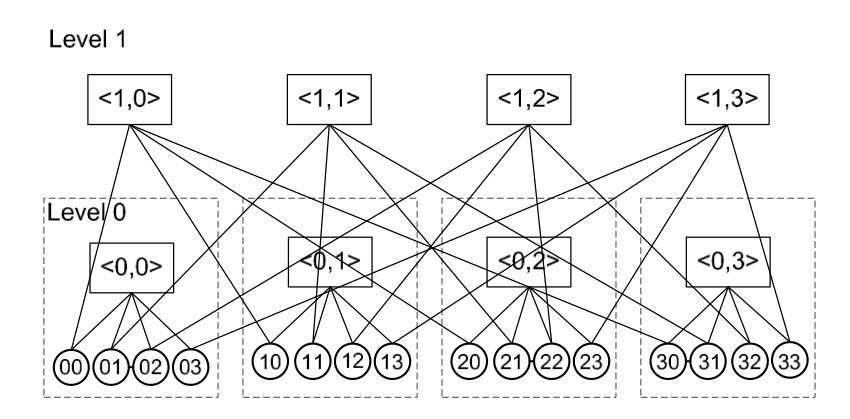 Level 1
<1,0> <1,1> <1,2> <1,3>
Level 0
<0,0> <0,1> <0,2> <0,3>
00 01 02 03 10 11 12 13 20 21 22 23 30 31 32 33